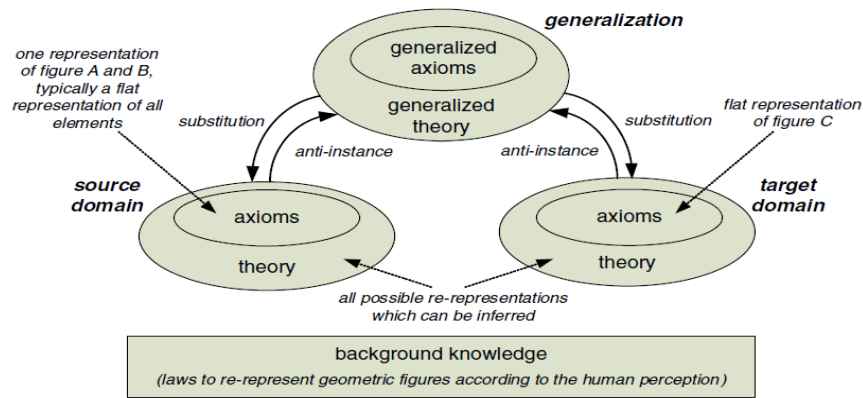 generalization
generalized
axioms
generalized
theory
one representation
of figure A and B,
typically a flat
representation of all
elements
substitution
anti-instance
anti-instance
substitution
flat representation
of figure C
source
domain
axioms
theory
target
domain
axioms
theory
all possible re-representations
which can be inferred
background knowledge
(laws to re-represent geometric figures according to the human perception)